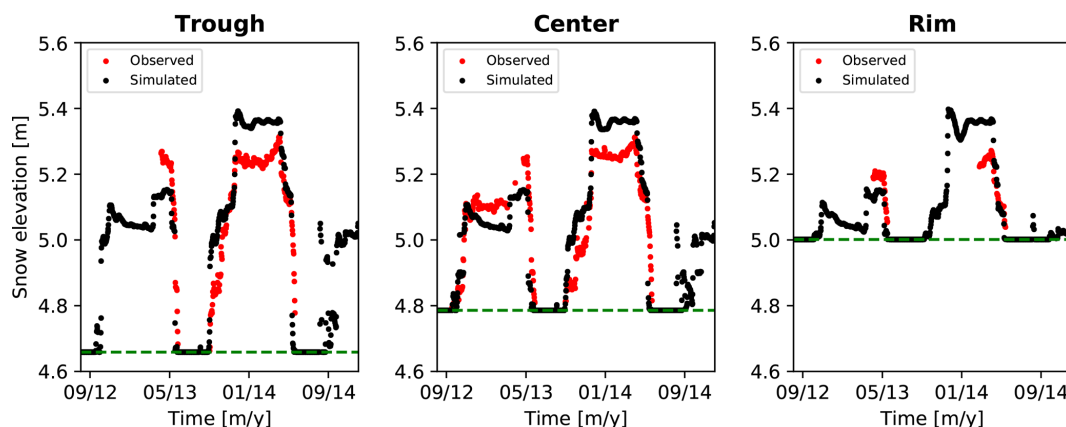 Trough
Center
Rim
Snow elevation [m]
5.6
5.4
5.2
5.0
4.8
4.6
Observed
Simulated
09/12
05/13
01/14
09/14
Time [m/y]
5.6
5.4
5.2
5.0
4.8
4.6
Observed
Simulated
09/12
05/13
01/14
09/14
Time [m/y]
5.6
5.4
5.2
5.0
4.8
4.6
Observed
Simulated
09/12
05/13
01/14
09/14
Time [m/y]